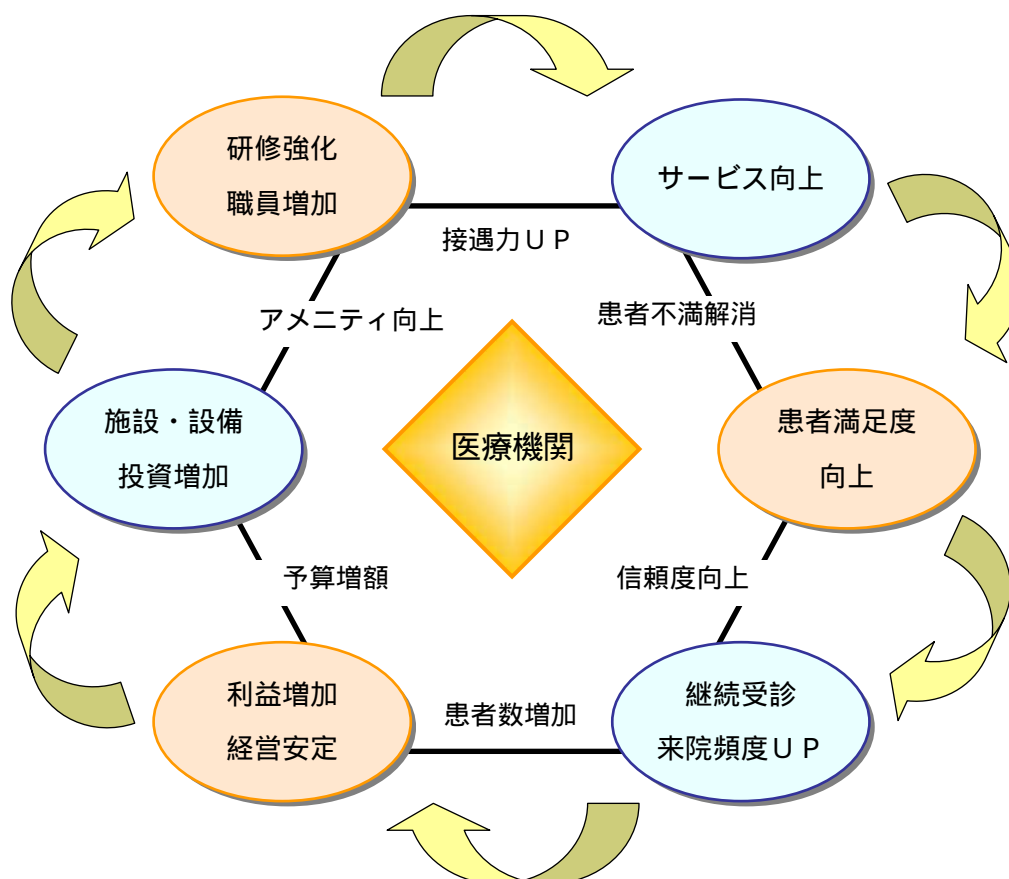 研修強化
職員増加
サービス向上
接遇力ＵＰ
アメニティ向上
患者不満解消
施設・設備
投資増加
医療機関
患者満足度
向上
予算増額
信頼度向上
利益増加
経営安定
患者数増加
継続受診
来院頻度ＵＰ